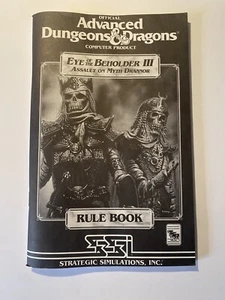 OFFICIAL
Advanced
Dungeons & Dragons
COMPUTER PRODUCT
EYE OF THE BEHOLDER III
ASSAULT ON MYTH DRANNOR
RULE BOOK
SSI
STRATEGIC SIMULATIONS, INC.